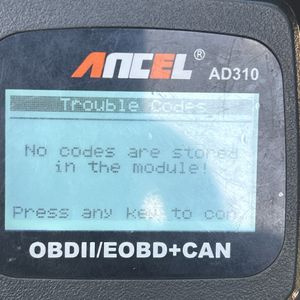 ANCEL® AD310
Trouble Codes
No codes are stored
in the module!
Press any key to con
OBDII/EOBD+CAN